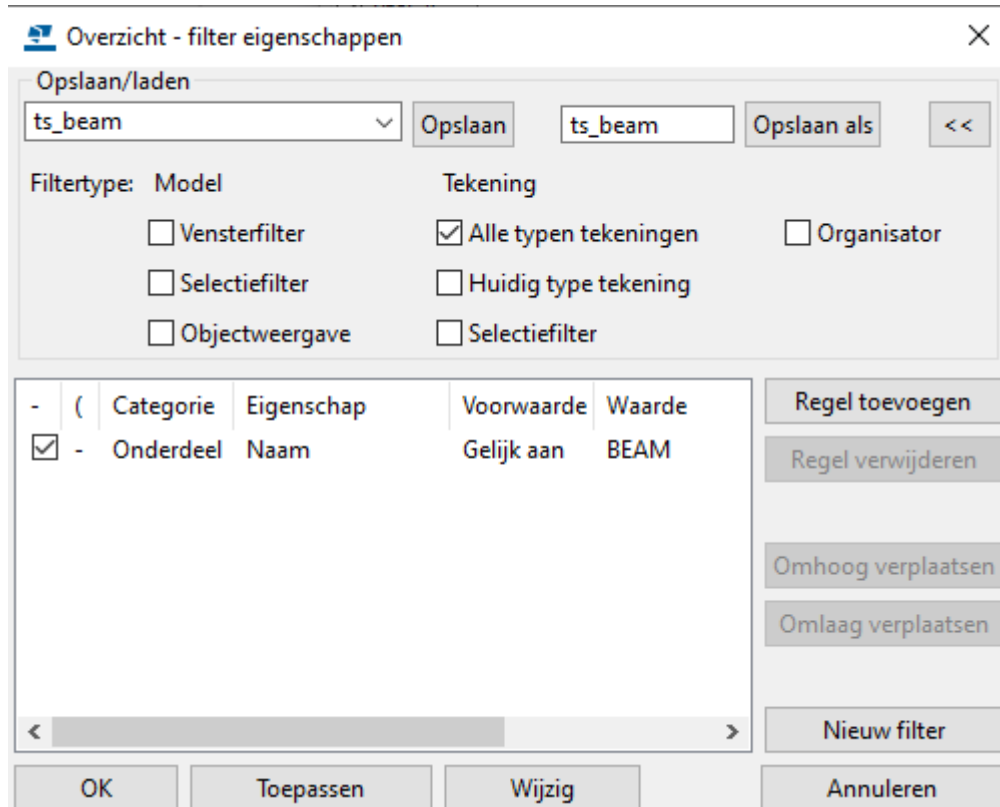 Overzicht - filter eigenschappen
Opslaan/laden
ts_beam Opslaan ts_beam Opslaan als <<
Filtertype: Model Tekening
Vensterfilter Alle typen tekeningen Organisator
Selectiefilter Huidig type tekening
Objectweergave Selectiefilter
- ( Categorie Eigenschap Voorwaarde Waarde Regel toevoegen
- Onderdeel Naam Gelijk aan BEAM Regel verwijderen
Omhoog verplaatsen
Omlaag verplaatsen
Nieuw filter
OK Toepassen Wijzig Annuleren